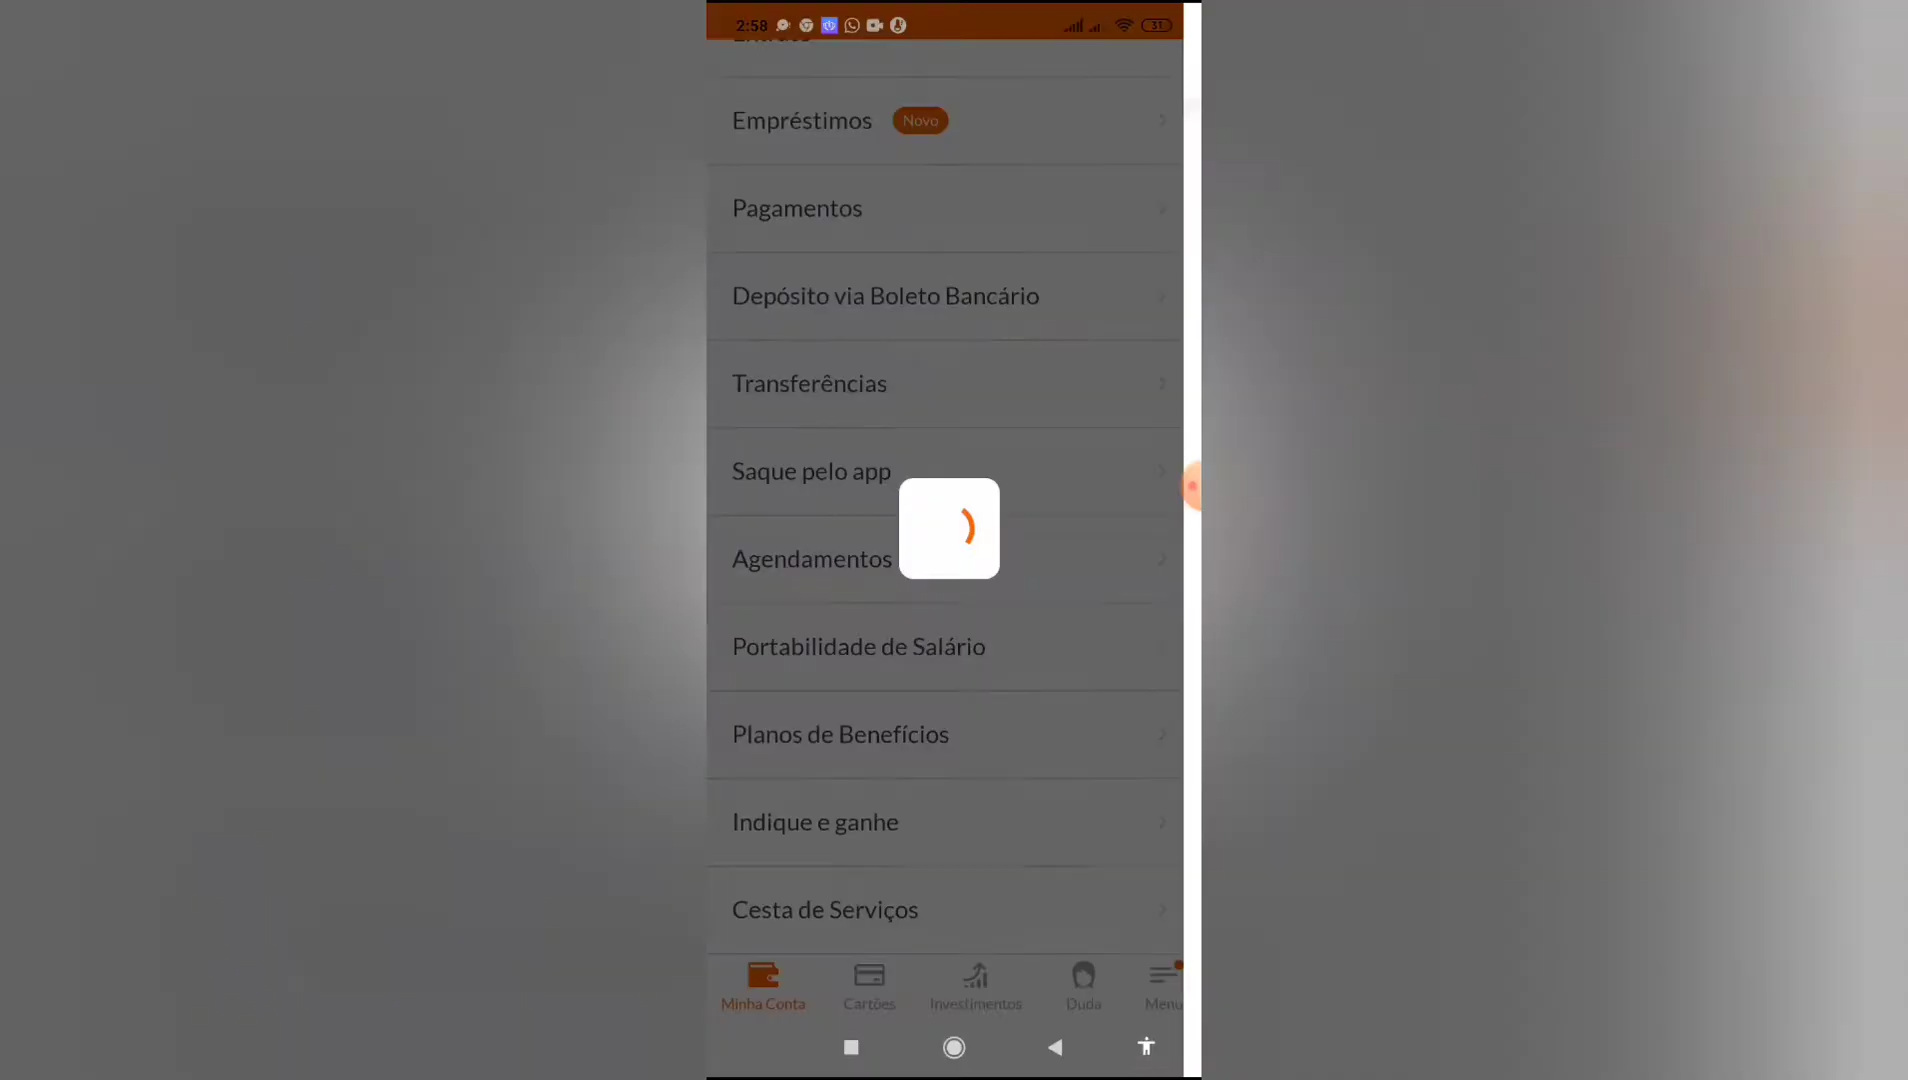 2:58
31
Empréstimos Novo
Pagamentos
Depósito via Boleto Bancário
Transferências
Saque pelo app
Agendamentos
Portabilidade de Salário
Planos de Benefícios
Indique e ganhe
Cesta de Serviços
Minha Conta Cartões Investimentos Duda Menu